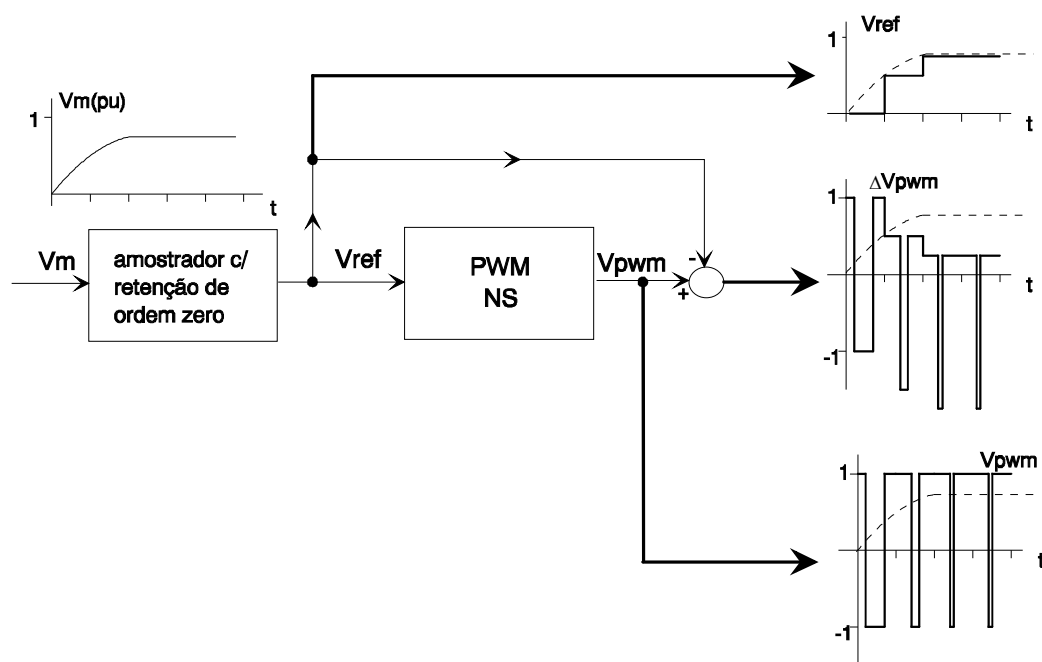 Vm(pu)
1
t
Vm
amostrador c/
retenção de
ordem zero
Vref
PWM
NS
Vpwm
-
+
Vref
1
t
ΔVpwm
1
t
-1
Vpwm
1
t
-1